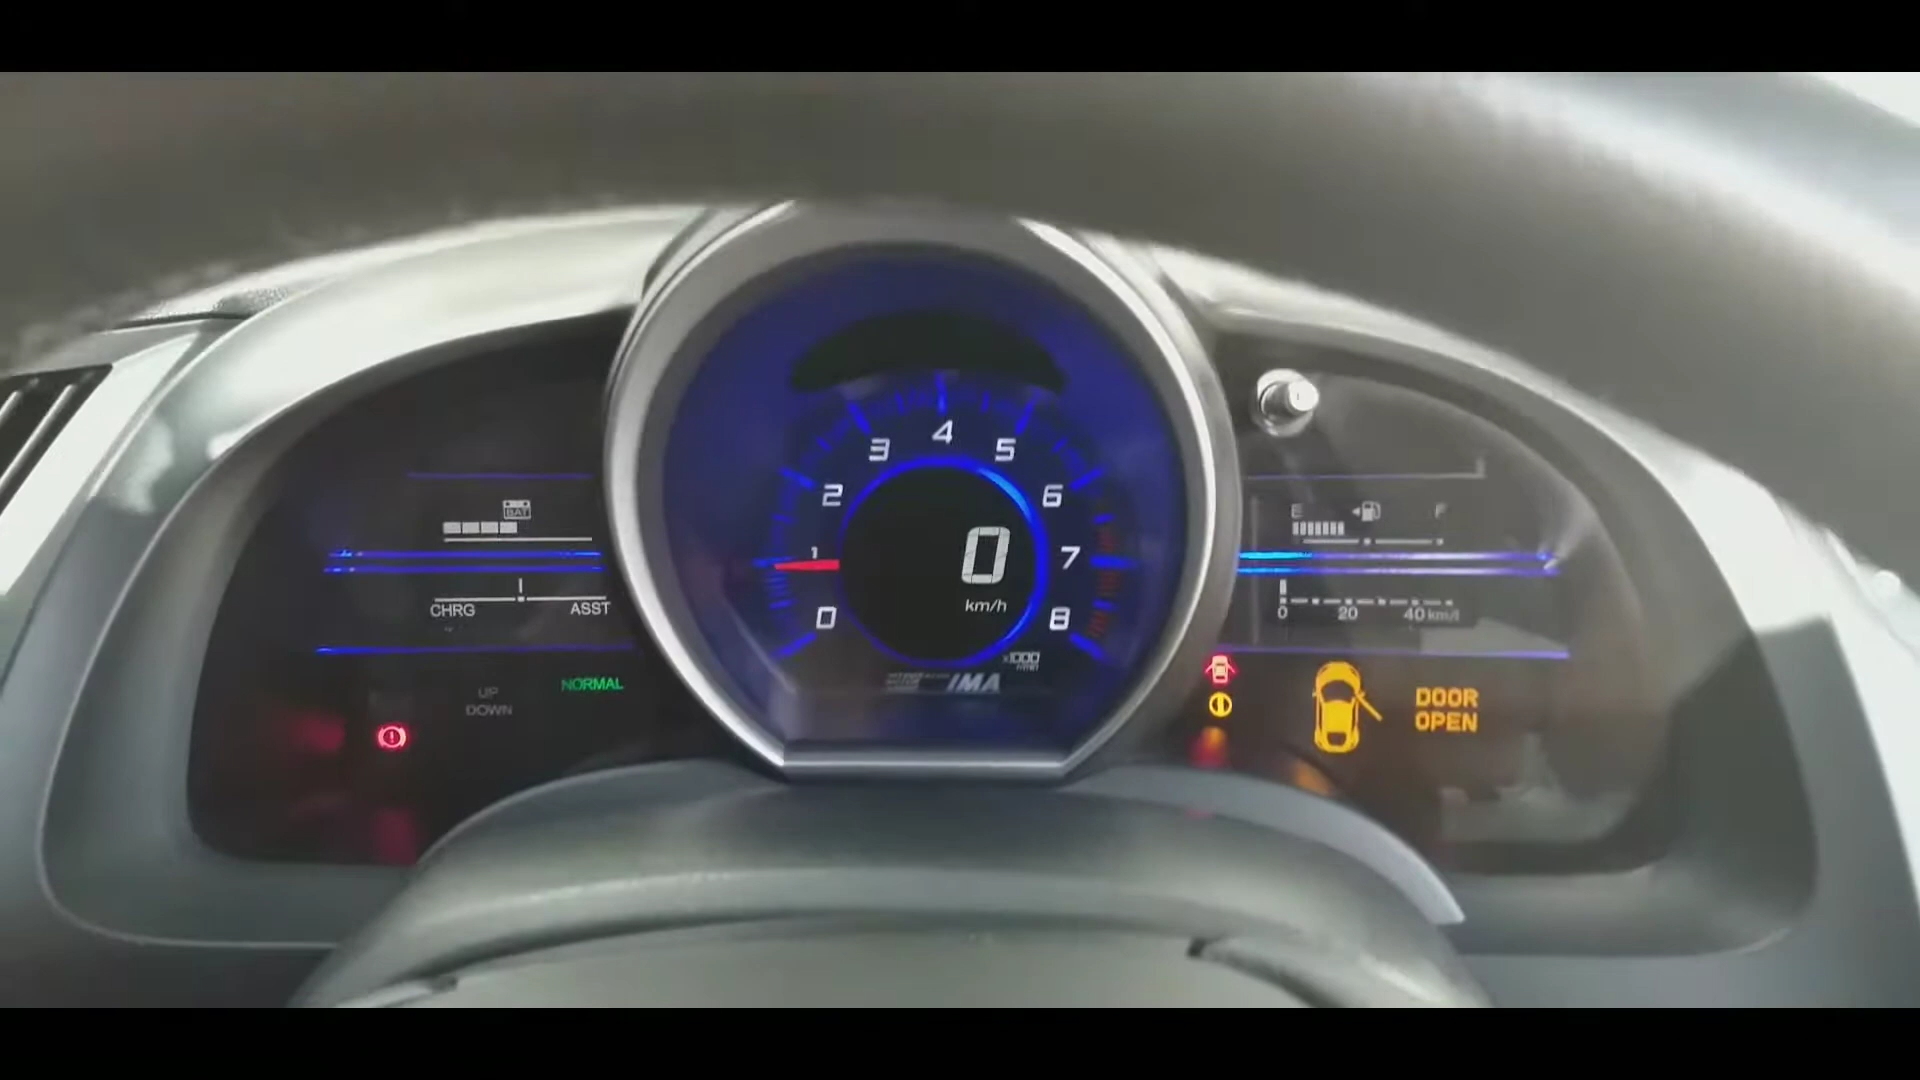 BAT
CHRG ASST
UP
DOWN
NORMAL
0 1 2 3 4 5 6 7 8
0
km/h
x1000
IMA
E F
0 20 40 km/l
DOOR
OPEN